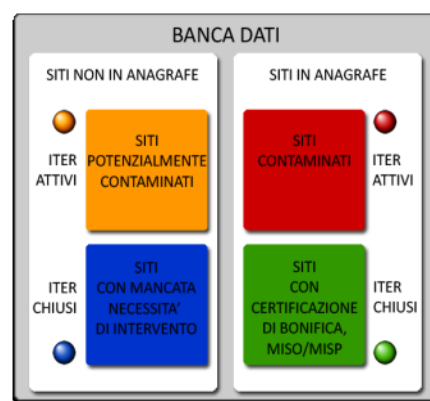 BANCA DATI
SITI NON IN ANAGRAFE
ITER
ATTIVI
SITI
POTENZIALMENTE
CONTAMINATI
ITER
CHIUSI
SITI
CON MANCATA
NECESSITA'
DI INTERVENTO
SITI IN ANAGRAFE
SITI
CONTAMINATI
ITER
ATTIVI
SITI
CON
CERTIFICAZIONE
DI BONIFICA,
MISO/MISP
ITER
CHIUSI